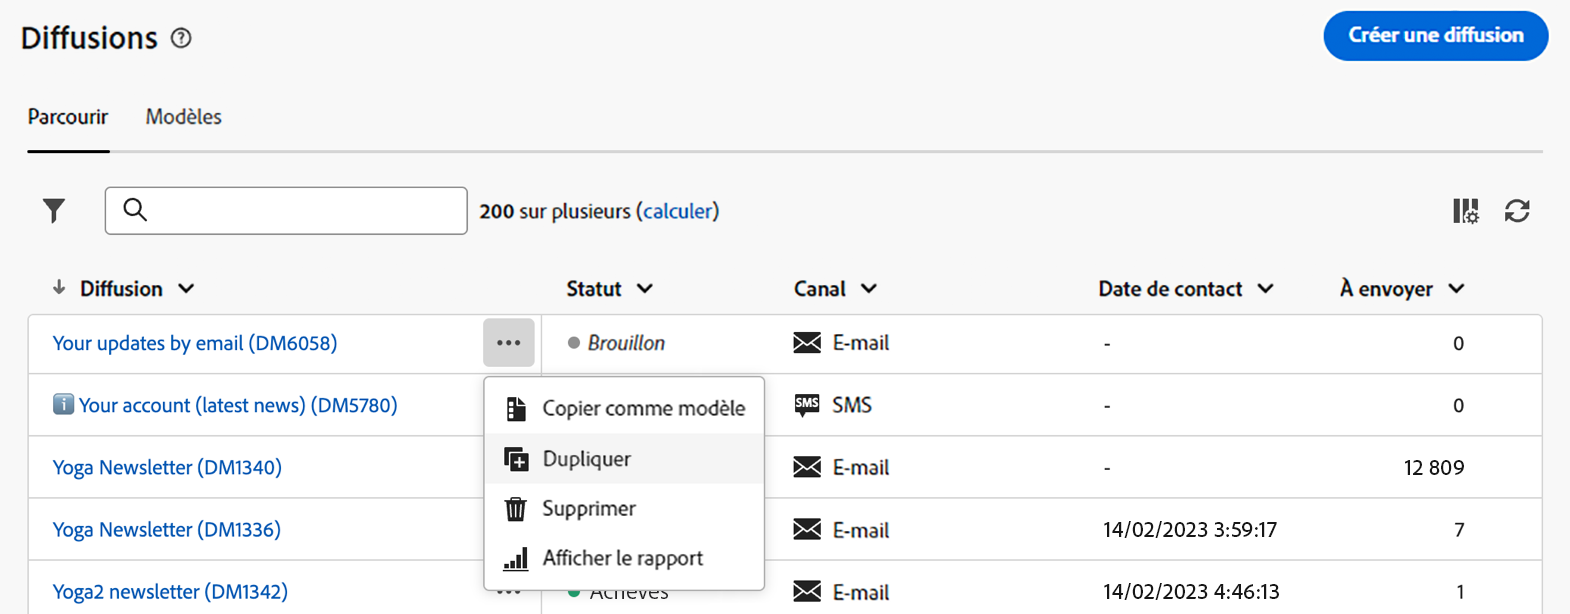 Diffusions
Créer une diffusion
Parcourir Modèles
200 sur plusieurs (calculer)
Diffusion Statut Canal Date de contact À envoyer
Your updates by email (DM6058) Brouillon E-mail - 0
Your account (latest news) (DM5780) SMS SMS - 0
Yoga Newsletter (DM1340) E-mail - 12 809
Yoga Newsletter (DM1336) E-mail 14/02/2023 3:59:17 7
Yoga2 newsletter (DM1342) Achevés E-mail 14/02/2023 4:46:13 1
Copier comme modèle
Dupliquer
Supprimer
Afficher le rapport